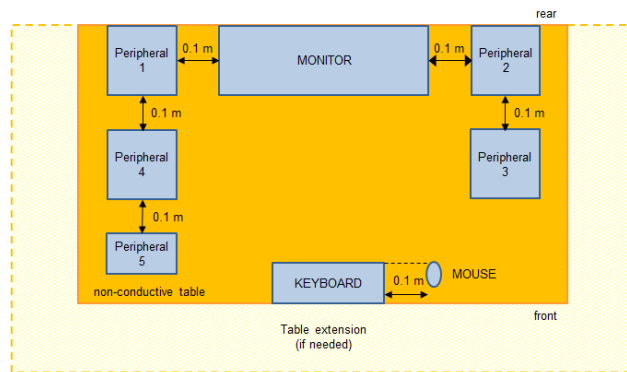 rear
Peripheral
1
0.1 m
MONITOR
0.1 m
Peripheral
2
0.1 m
0.1 m
Peripheral
4
Peripheral
3
0.1 m
Peripheral
5
KEYBOARD
0.1 m
MOUSE
non-conductive table
front
Table extension
(if needed)